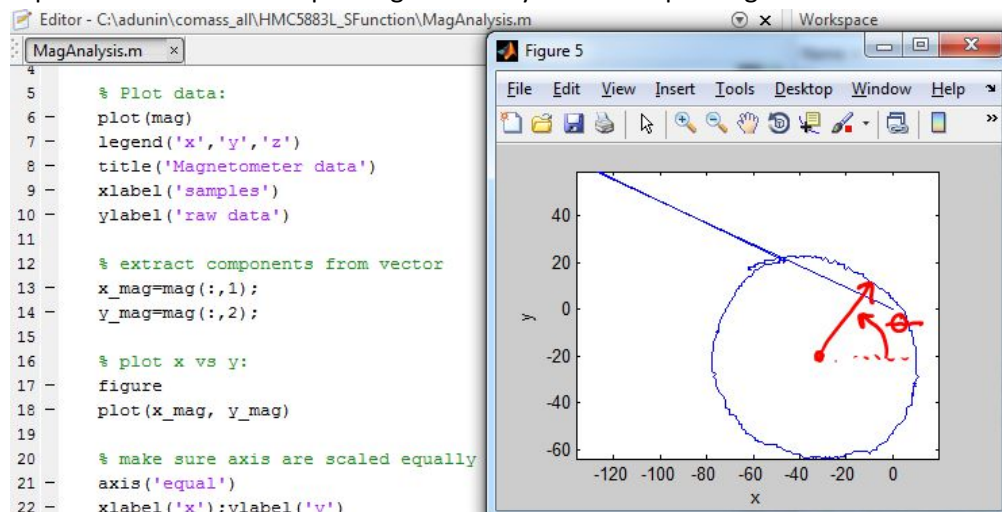 Editor - C:\adunin\comass_all\HMC5883L_SFunction\MagAnalysis.m
Workspace
MagAnalysis.m ×
4
5 % Plot data:
6 – plot(mag)
7 – legend('x','y','z')
8 – title('Magnetometer data')
9 – xlabel('samples')
10 – ylabel('raw data')
11
12 % extract components from vector
13 – x_mag=mag(:,1);
14 – y_mag=mag(:,2);
15
16 % plot x vs y:
17 – figure
18 – plot(x_mag, y_mag)
19
20 % make sure axis are scaled equally
21 – axis('equal')
22 – xlabel('x');ylabel('y')
Figure 5
File Edit View Insert Tools Desktop Window Help
40
20
0
-20
-40
-60
y
-120 -100 -80 -60 -40 -20 0
x
θ